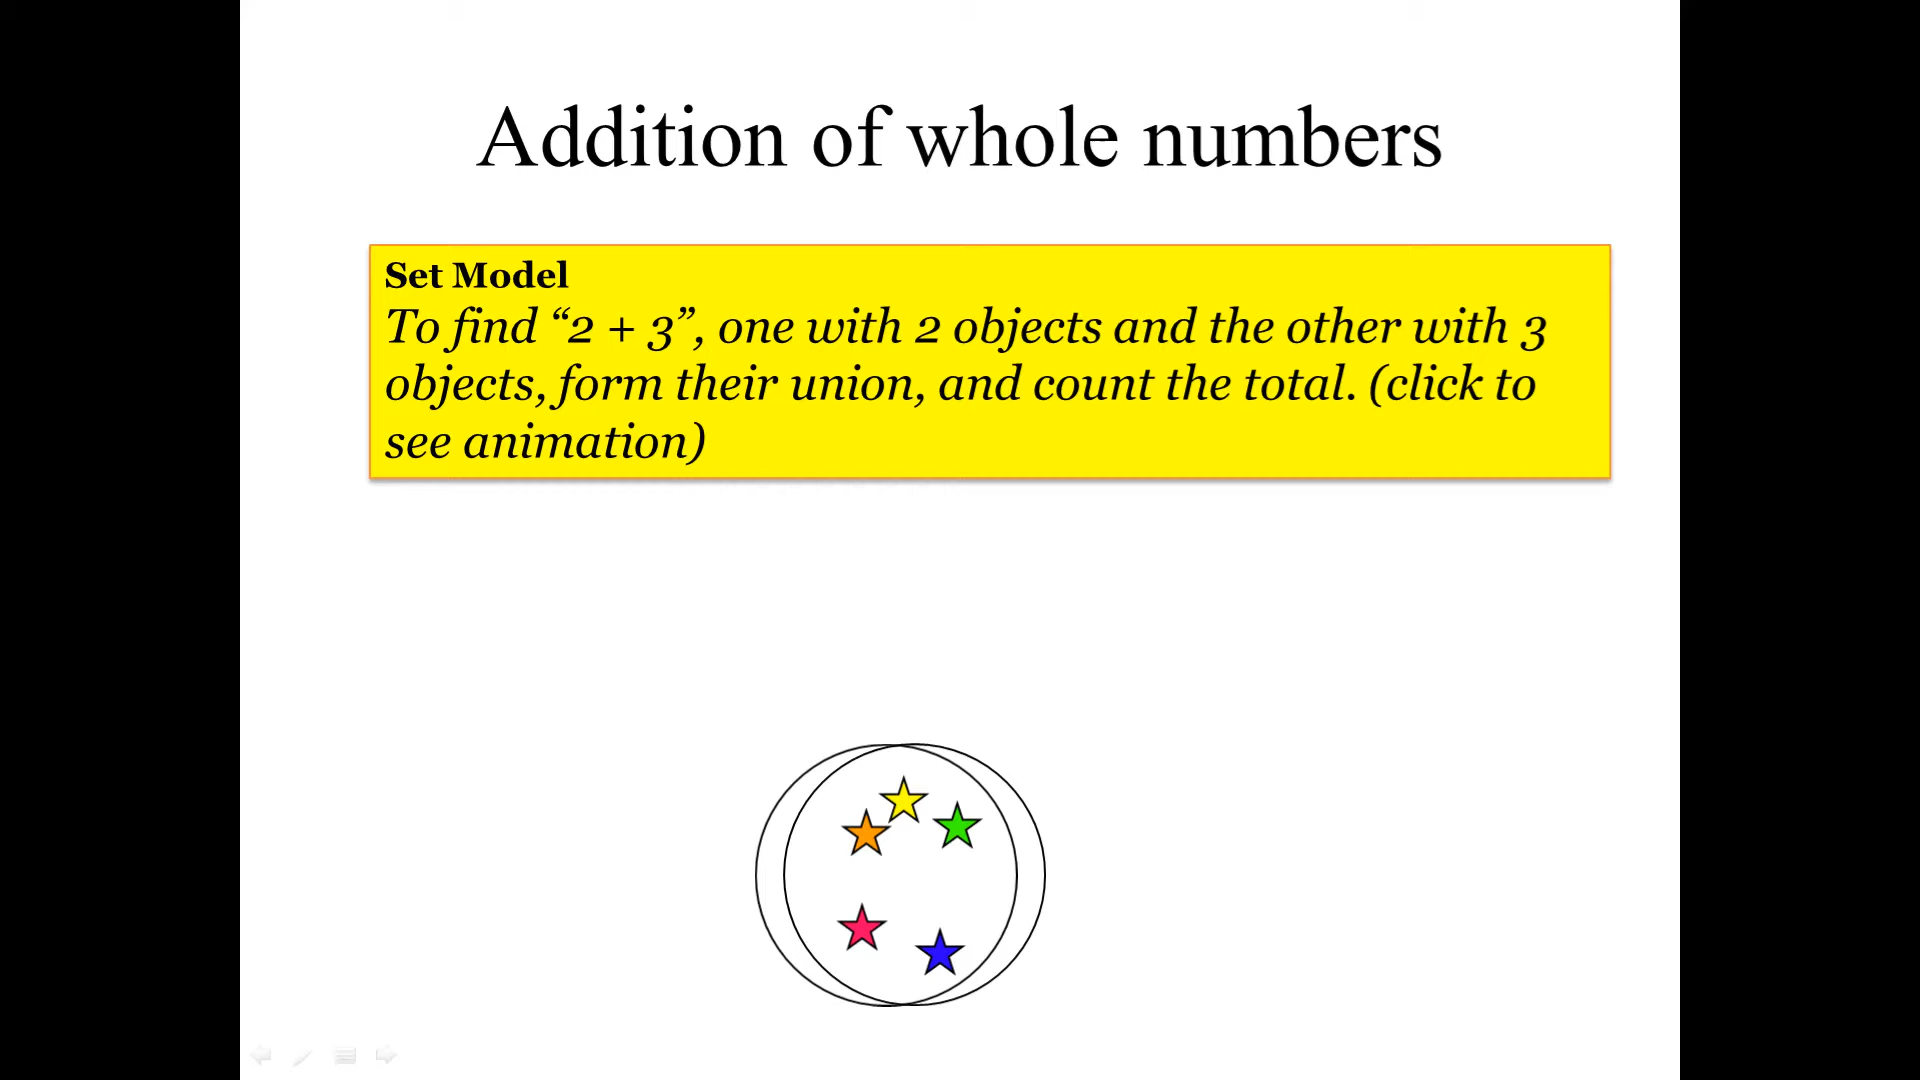 Addition of whole numbers
Set Model
To find “2 + 3”, one with 2 objects and the other with 3
objects, form their union, and count the total. (click to
see animation)